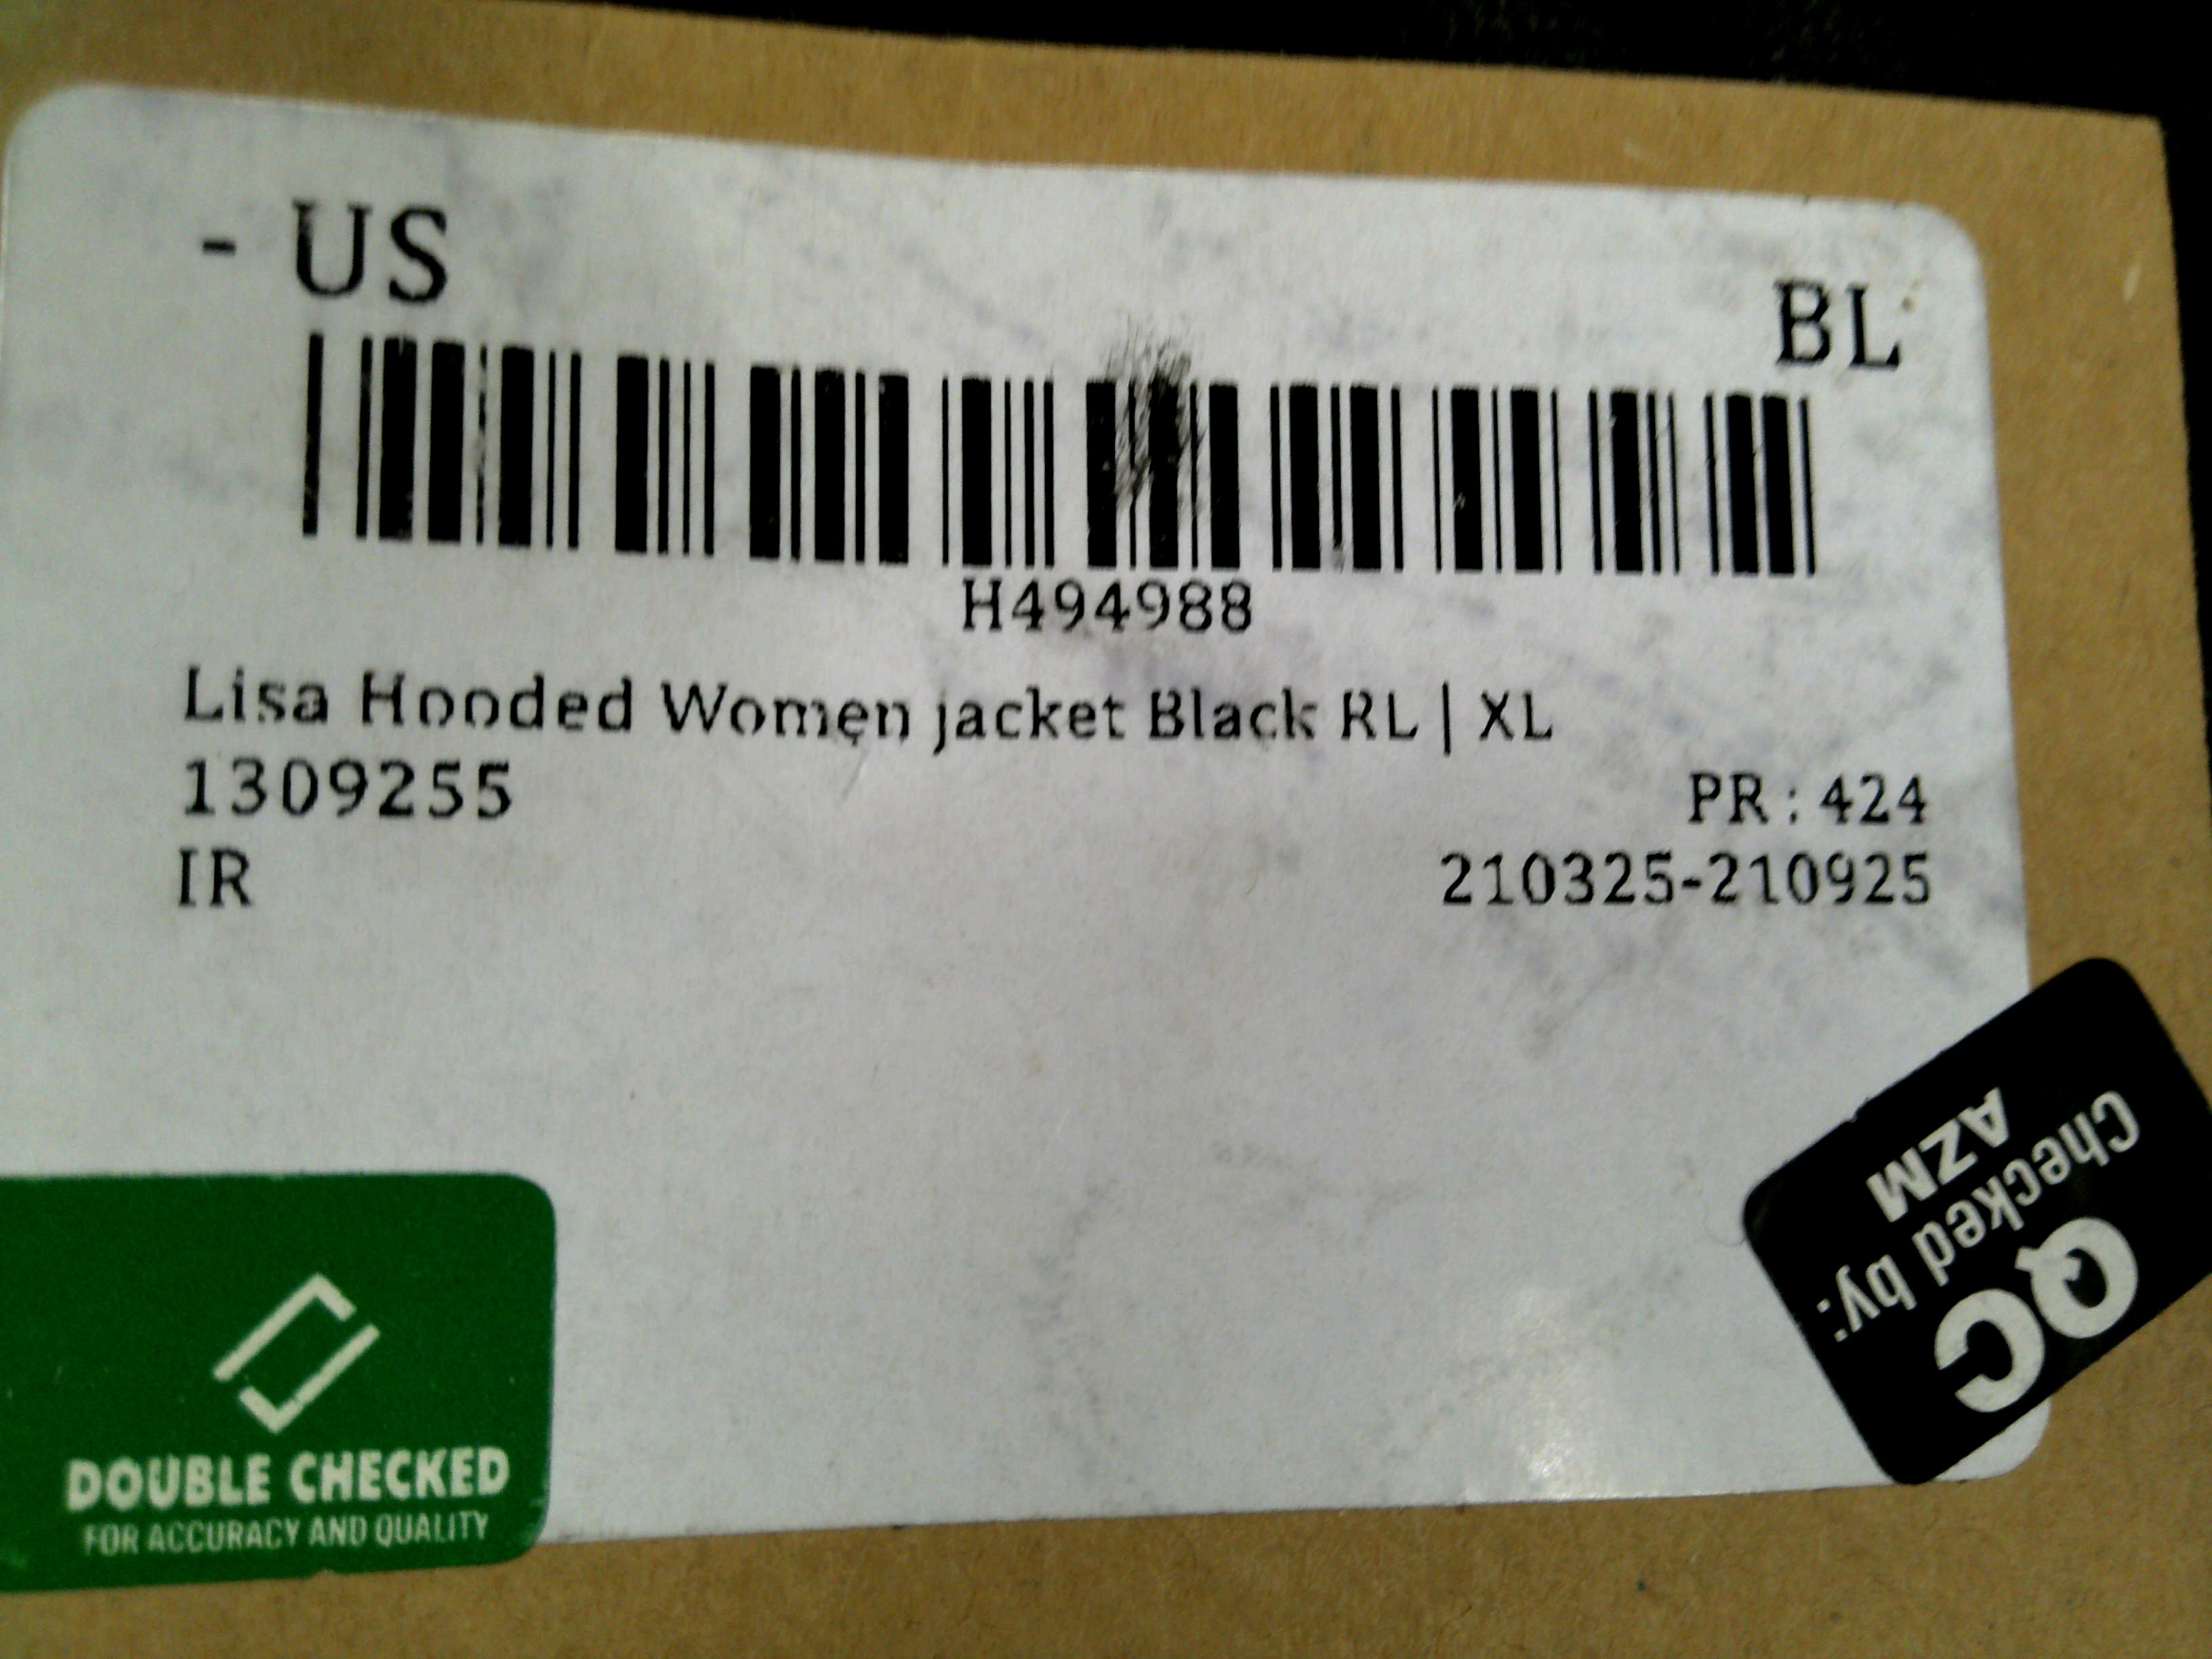 - US
BL
H494988
Lisa Hooded Women jacket Black RL | XL
1309255
PR : 424
IR
210325-210925
QC
Checked by:
AZM
DOUBLE CHECKED
FOR ACCURACY AND QUALITY